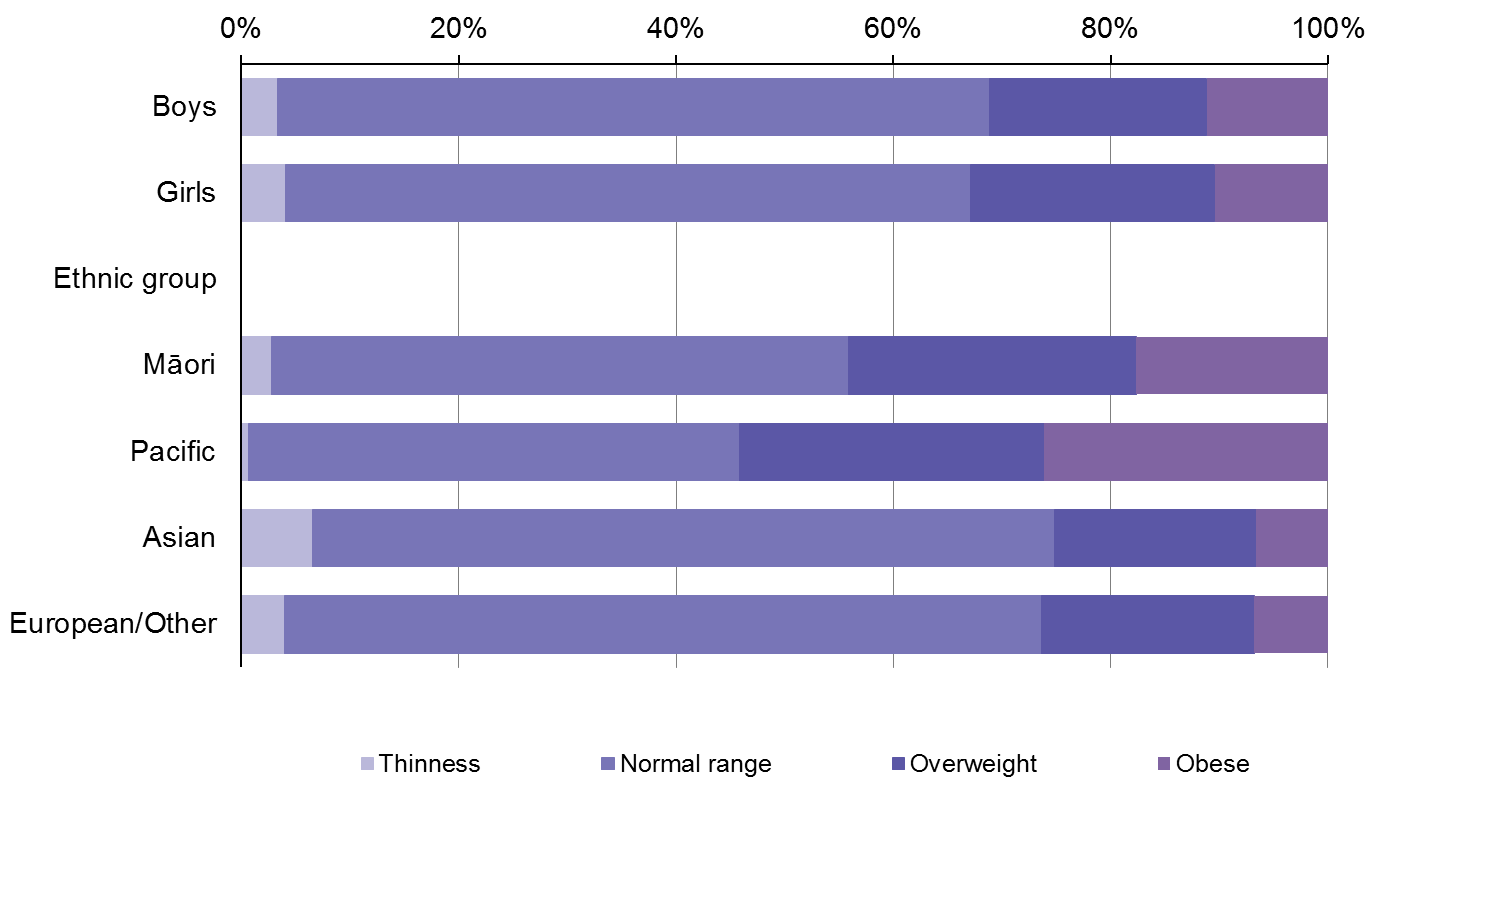 0% 20% 40% 60% 80% 100%
Boys
Girls
Ethnic group
Māori
Pacific
Asian
European/Other
Thinness Normal range Overweight Obese